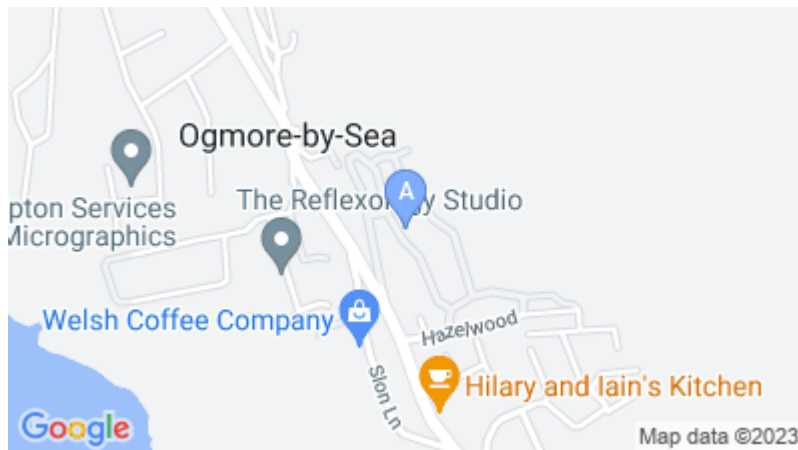 Ogmore-by-Sea
A
pton Services
Micrographics
The Reflexology Studio
Welsh Coffee Company
Hazelwood
Slon Ln
Hilary and Iain's Kitchen
Google
Map data ©2023